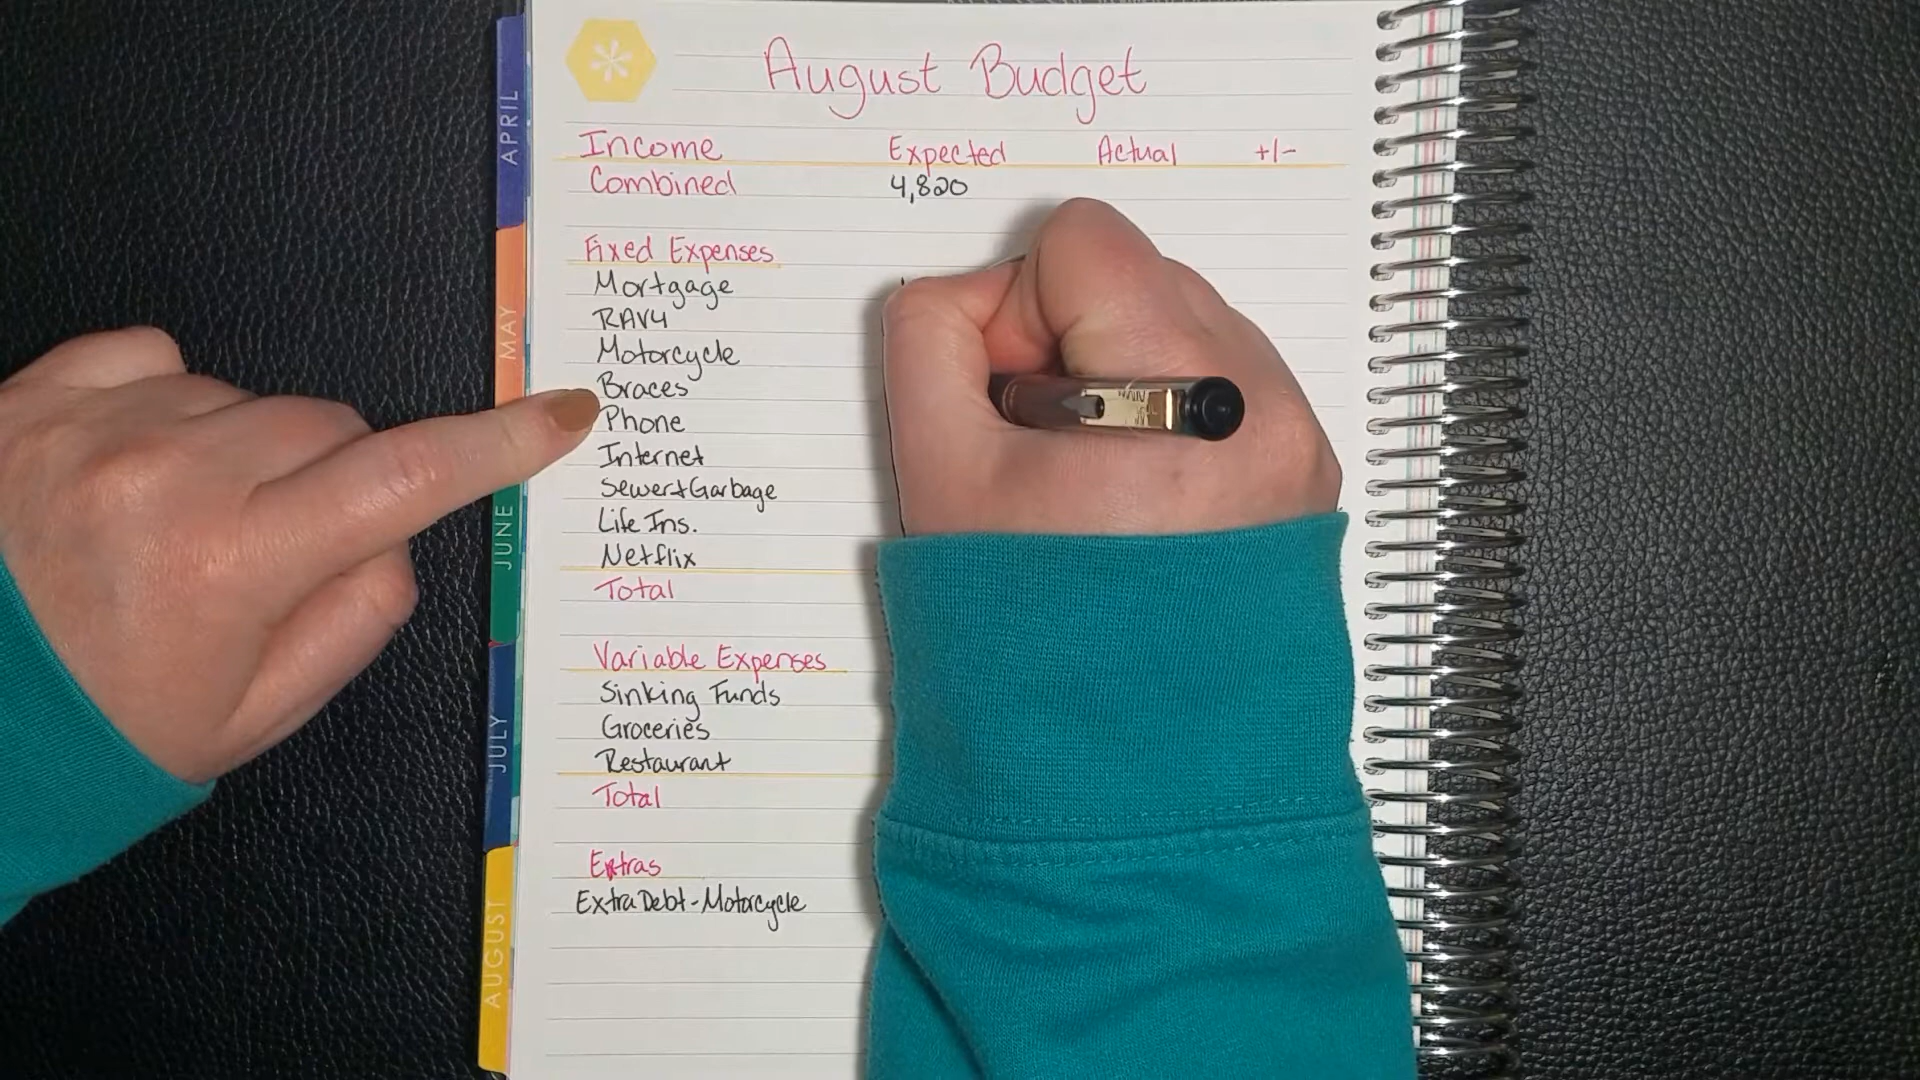 August Budget
Income Expected Actual +/-
Combined 4,820
Fixed Expenses
Mortgage
RAV4
Motorcycle
Braces
Phone
Internet
Sewer+Garbage
Life Ins.
Netflix
Total
Variable Expenses
Sinking Funds
Groceries
Restaurant
Total
Extras
Extra Debt-Motorcycle
APRIL
MAY
JUNE
JULY
AUGUST